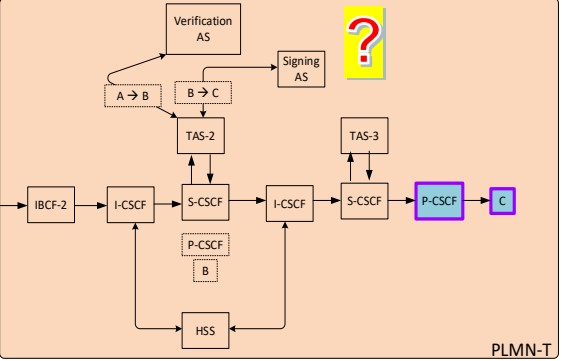 Verification
AS
?
A → B
B → C
Signing
AS
TAS-2
TAS-3
IBCF-2
I-CSCF
S-CSCF
I-CSCF
S-CSCF
P-CSCF
C
P-CSCF
B
HSS
PLMN-T